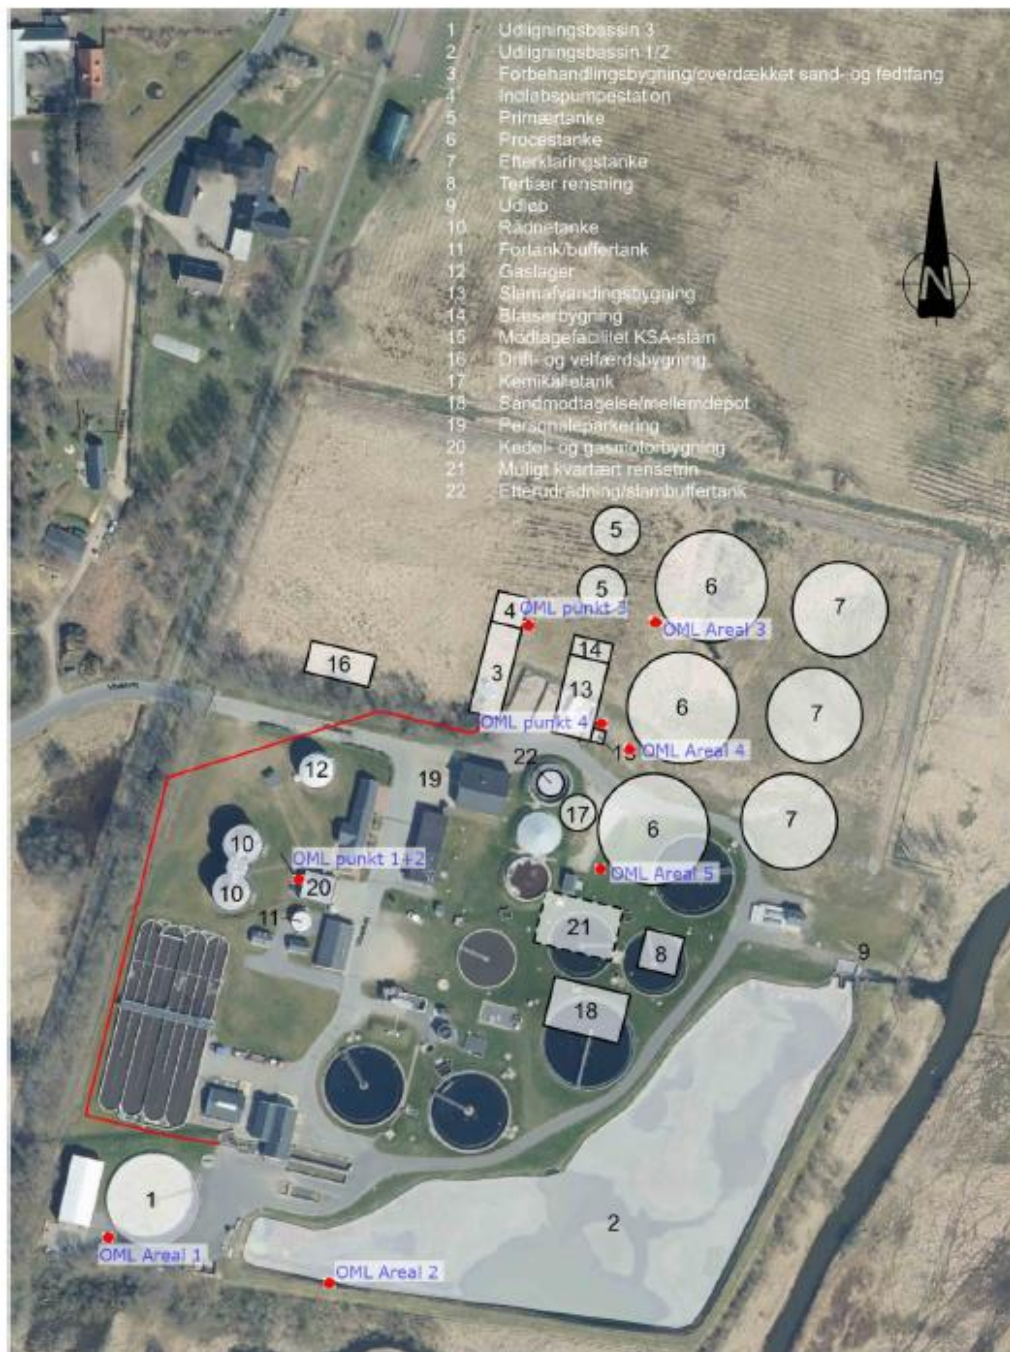 1 Udligningsbassin 3
2 Udligningsbassin 1/2
3 Forbehandlingsbygning/overdækket sand- og fedtfang
4 Indløbspumpestation
5 Primærtanke
6 Procestanke
7 Efterklaringstanke
8 Tertiær rensning
9 Udløb
10 Rådnetanke
11 Fortank/buffertank
12 Gaslager
13 Slamafvandingsbygning
14 Blæserbygning
15 Modtagefacilitet KSA-slam
16 Drift- og velfærdsbygning
17 Kemikalietank
18 Sandmodtagelse/mellemdepot
19 Personaleparkering
20 Kedel- og gasmotorbygning
21 Muligt kvartært rensetrin
22 Efterudrådning/slambuffertank
N
5
5
6
7
4
OML punkt 3
OML Areal 3
14
16
3
13
6
7
OML punkt 4
OML Areal 4
22
12
19
17
6
7
10
OML punkt 1+2
OML Areal 5
10
20
11
21
8
9
18
1
2
OML Areal 1
OML Areal 2